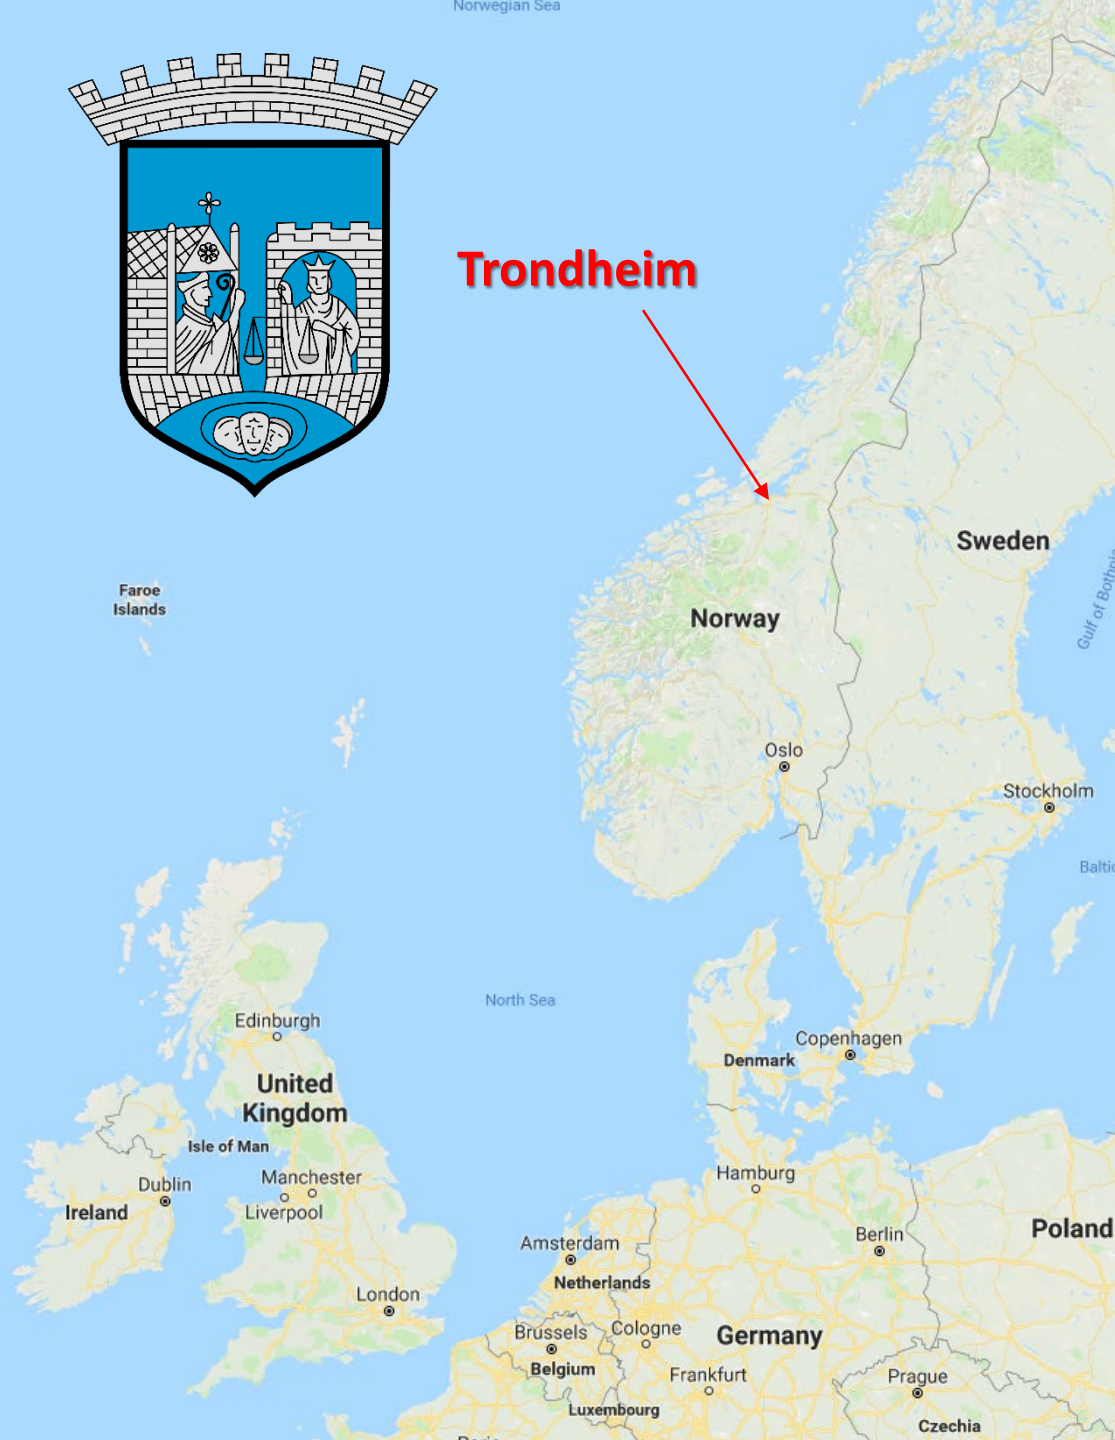 Norwegian Sea
Trondheim
Sweden
Gulf of Bothni
Faroe
Islands
Norway
Oslo
Stockholm
Baltic
North Sea
Edinburgh
Copenhagen
Denmark
United
Kingdom
Isle of Man
Manchester
Hamburg
Dublin
Ireland
Liverpool
Poland
Berlin
Amsterdam
Netherlands
London
Brussels
Cologne
Germany
Belgium
Frankfurt
Prague
Luxembourg
Czechia